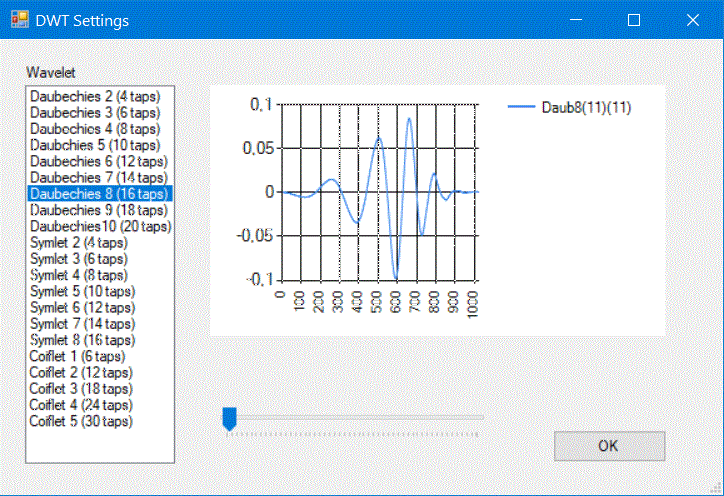 DWT Settings
Wavelet
Daubechies 2 (4 taps)
Daubechies 3 (6 taps)
Daubechies 4 (8 taps)
Daubchies 5 (10 taps)
Daubechies 6 (12 taps)
Daubechies 7 (14 taps)
Daubechies 8 (16 taps)
Daubechies 9 (18 taps)
Daubechies10 (20 taps)
Symlet 2 (4 taps)
Symlet 3 (6 taps)
Symlet 4 (8 taps)
Symlet 5 (10 taps)
Symlet 6 (12 taps)
Symlet 7 (14 taps)
Symlet 8 (16 taps)
Coiflet 1 (6 taps)
Coiflet 2 (12 taps)
Coiflet 3 (18 taps)
Coiflet 4 (24 taps)
Coiflet 5 (30 taps)
0,1
0,05
0
-0,05
-0,1
0 100 200 300 400 500 600 700 800 900 1000
Daub8(11)(11)
OK